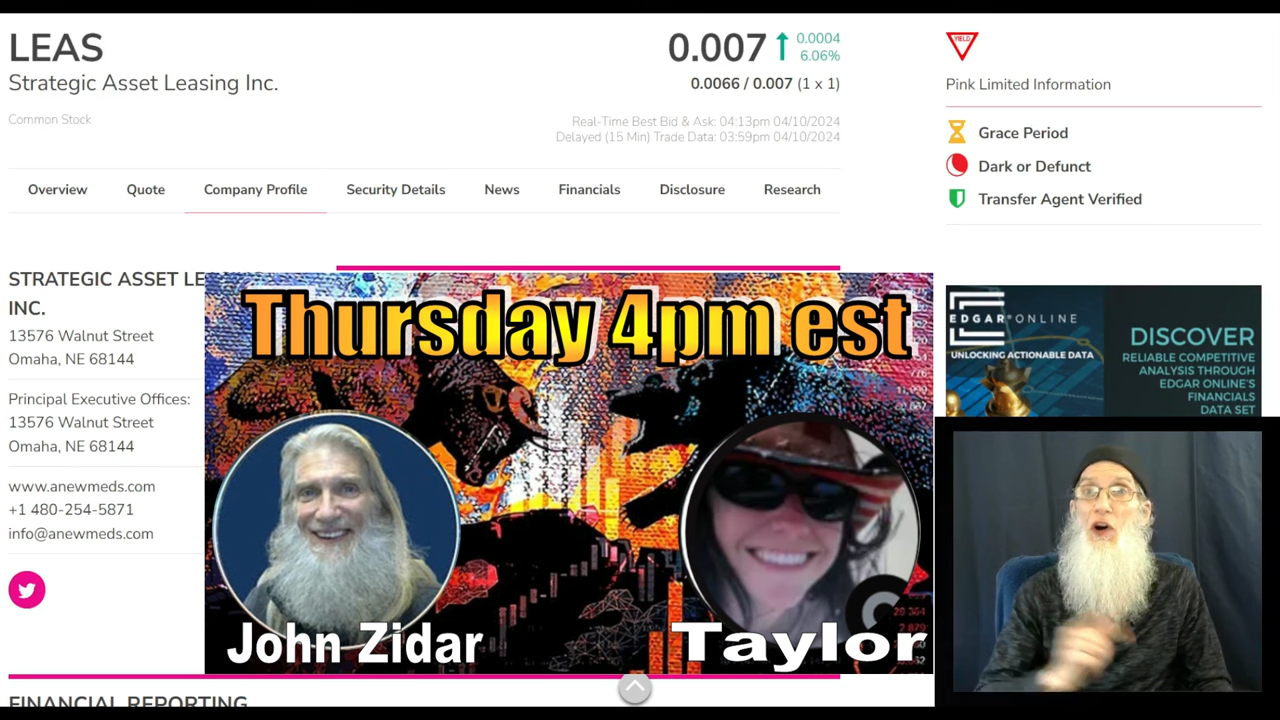 LEAS
Strategic Asset Leasing Inc.
Common Stock
0.007 0.0004
6.06%
0.0066 / 0.007 (1 x 1)
Real-Time Best Bid & Ask: 04:13pm 04/10/2024
Delayed (15 Min) Trade Data: 03:59pm 04/10/2024
YIELD
Pink Limited Information
Grace Period
Dark or Defunct
Transfer Agent Verified
Overview Quote Company Profile Security Details News Financials Disclosure Research
STRATEGIC ASSET
INC.
13576 Walnut Street
Omaha, NE 68144
Principal Executive Offices:
13576 Walnut Street
Omaha, NE 68144
www.anewmeds.com
+1 480-254-5871
info@anewmeds.com
Thursday 4pm est
John Zidar
Taylor
EDGAR ONLINE
UNLOCKING ACTIONABLE DATA
DISCOVER
RELIABLE COMPETITIVE
ANALYSIS THROUGH
EDGAR ONLINE'S
FINANCIALS
DATA SET
FINANCIAL REPORTING